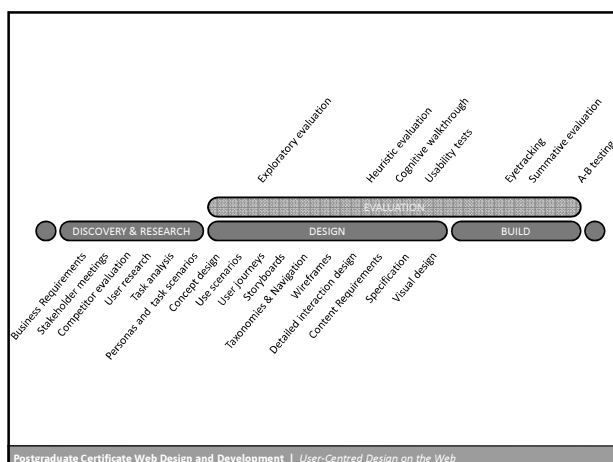 Exploratory evaluation
Heuristic evaluation
Cognitive walkthrough
Usability tests
Eyetracking
Summative evaluation
A-B testing
EVALUATION
DISCOVERY & RESEARCH
DESIGN
BUILD
Business Requirements
Stakeholder meetings
Competitor evaluation
User research
Task analysis
Personas and task scenarios
Concept design
Use scenarios
User journeys
Storyboards
Taxonomies & Navigation
Wireframes
Detailed interaction design
Content Requirements
Specification
Visual design
Postgraduate Certificate Web Design and Development | User-Centred Design on the Web